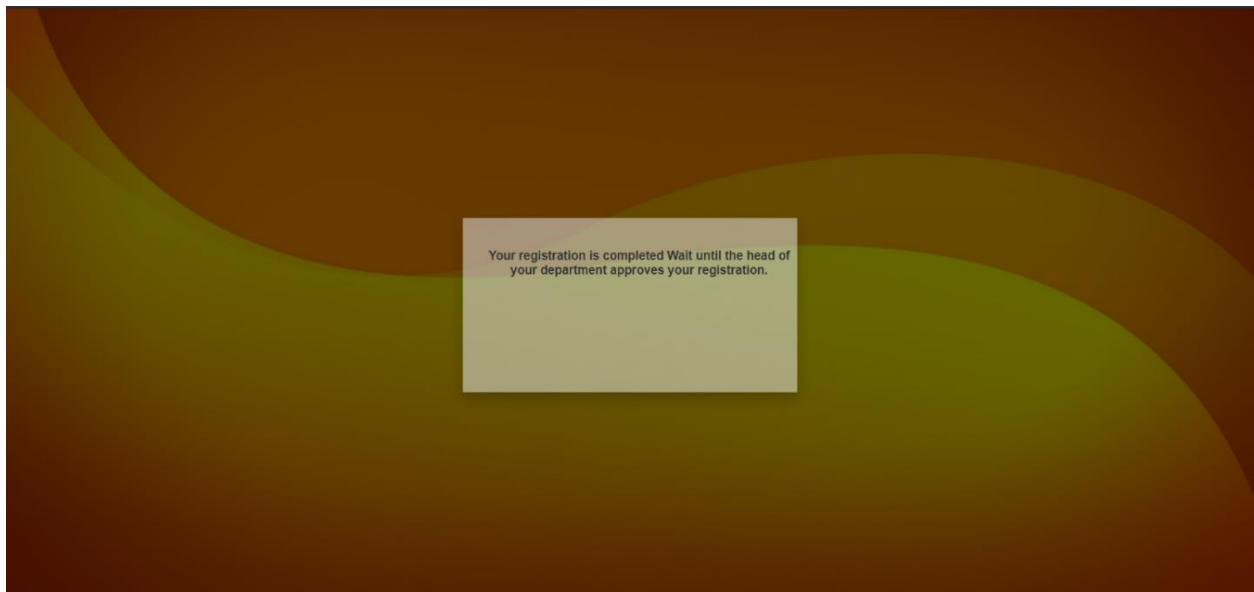 Your registration is completed Wait until the head of
your department approves your registration.